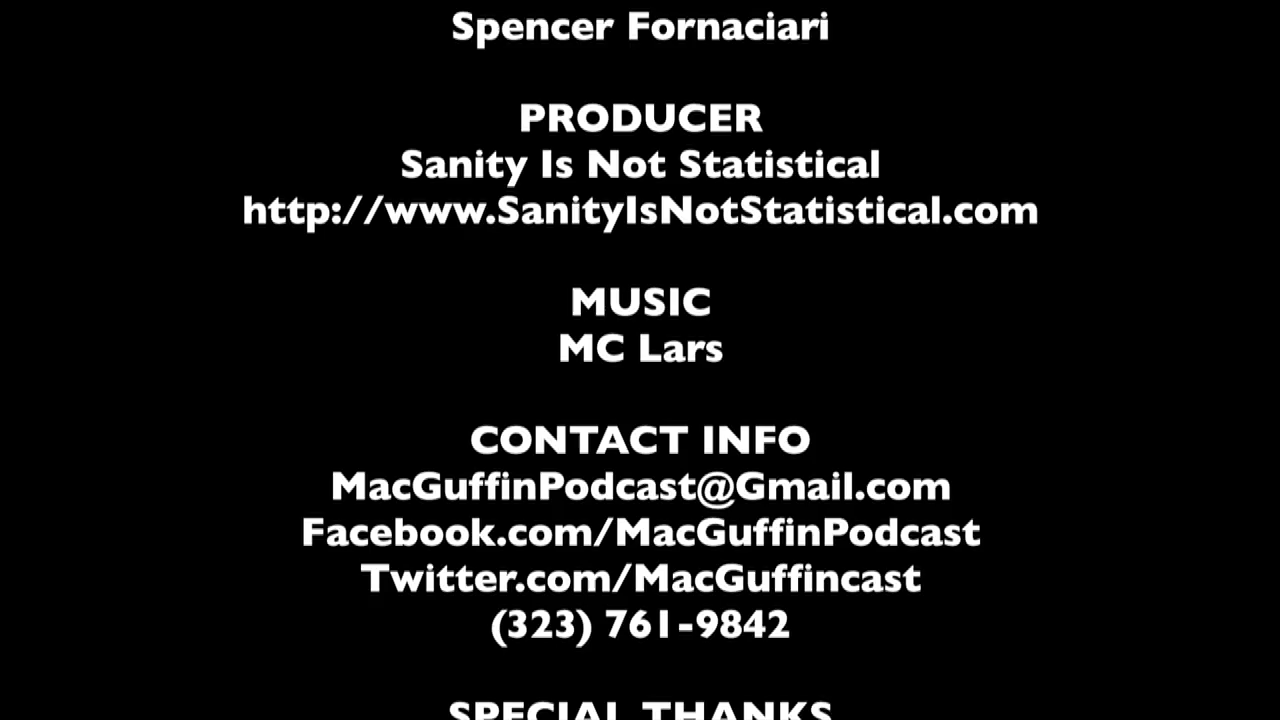 Spencer Fornaciari
PRODUCER
Sanity Is Not Statistical
http://www.SanityIsNotStatistical.com
MUSIC
MC Lars
CONTACT INFO
MacGuffinPodcast@Gmail.com
Facebook.com/MacGuffinPodcast
Twitter.com/MacGuffincast
(323) 761-9842
SPECIAL THANKS